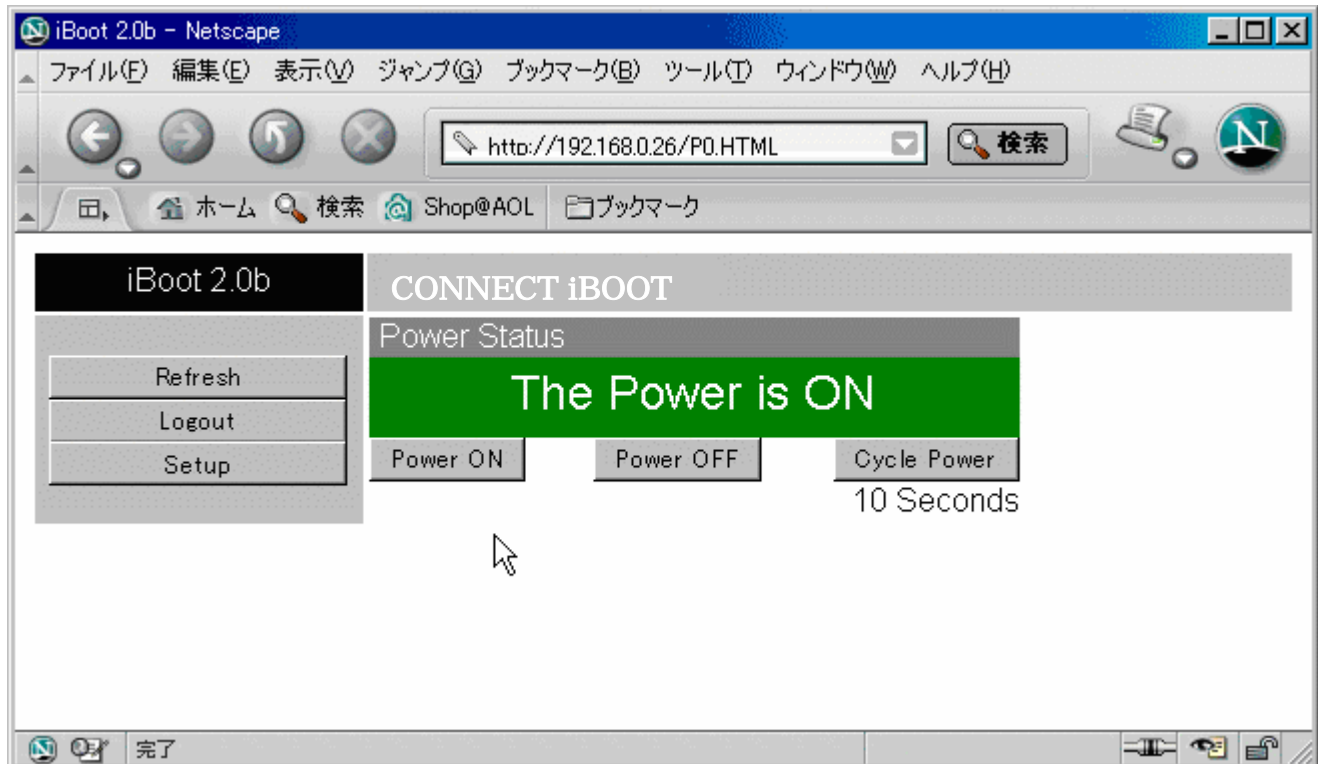 iBoot 2.0b - Netscape
ファイル(F) 編集(E) 表示(V) ジャンプ(G) ブックマーク(B) ツール(T) ウィンドウ(W) ヘルプ(H)
http://192.168.0.26/P0.HTML 検索 N
ホーム 検索 Shop@AOL ブックマーク
iBoot 2.0b
CONNECT iBOOT
Power Status
The Power is ON
Refresh
Logout
Setup
Power ON Power OFF Cycle Power
10 Seconds
完了